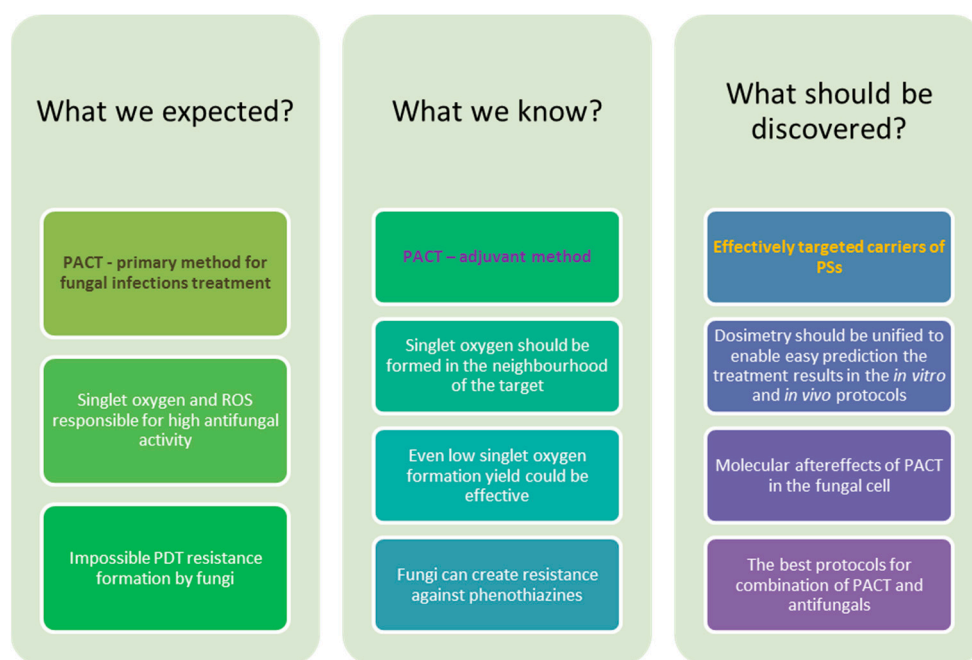 What we expected?
PACT - primary method for
fungal infections treatment
Singlet oxygen and ROS
responsible for high antifungal
activity
Impossible PDT resistance
formation by fungi
What we know?
PACT – adjuvant method
Singlet oxygen should be
formed in the neighbourhood
of the target
Even low singlet oxygen
formation yield could be
effective
Fungi can create resistance
against phenothiazines
What should be
discovered?
Effectively targeted carriers of
PSs
Dosimetry should be unified to
enable easy prediction the
treatment results in the in vitro
and in vivo protocols
Molecular aftereffects of PACT
in the fungal cell
The best protocols for
combination of PACT and
antifungals